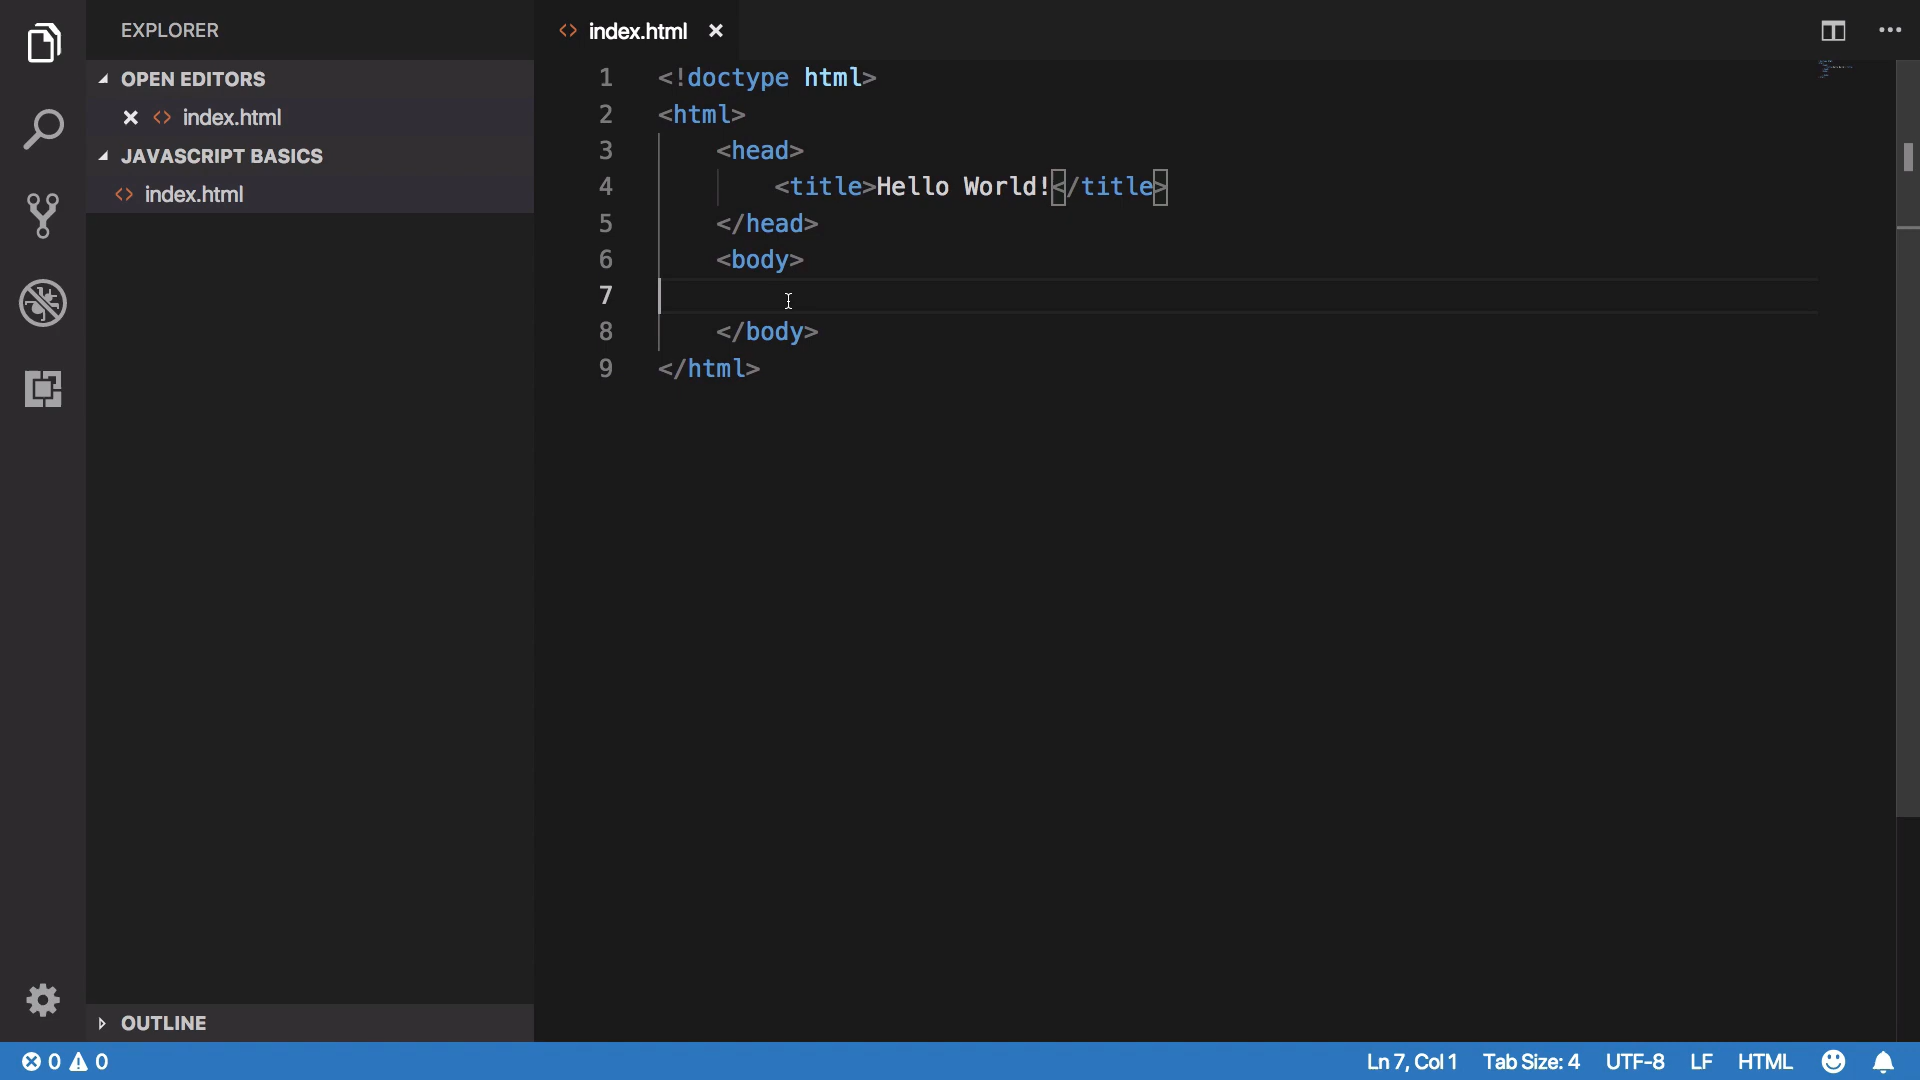 EXPLORER
OPEN EDITORS
index.html
JAVASCRIPT BASICS
index.html
OUTLINE
index.html
1 <!doctype html>
2 <html>
3 <head>
4 <title>Hello World!</title>
5 </head>
6 <body>
7
8 </body>
9 </html>
0 0
Ln 7, Col 1 Tab Size: 4 UTF-8 LF HTML